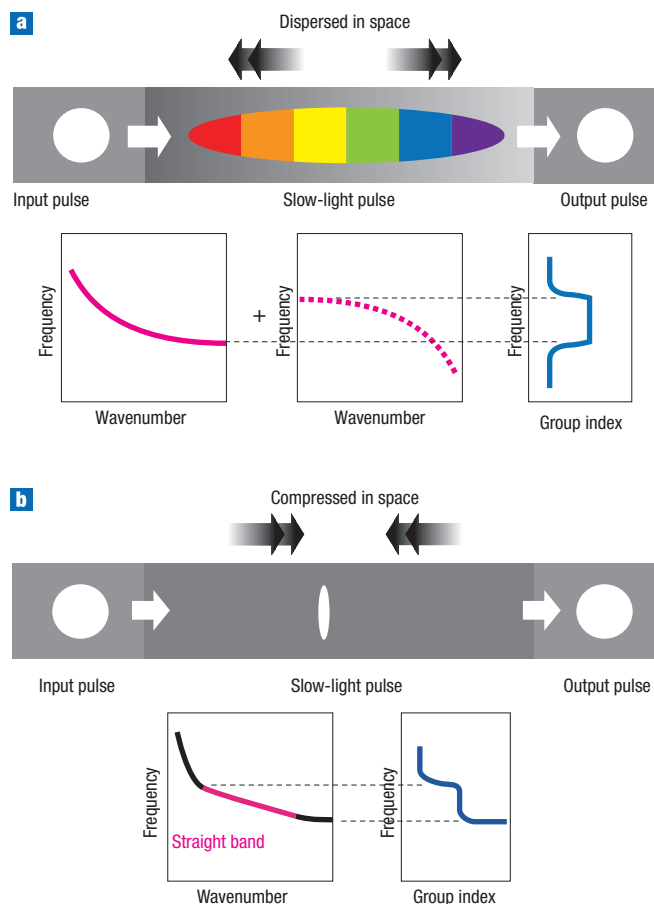 a
Dispersed in space
Input pulse
Slow-light pulse
Output pulse
Frequency
Wavenumber
+
Frequency
Wavenumber
Frequency
Group index
b
Compressed in space
Input pulse
Slow-light pulse
Output pulse
Frequency
Straight band
Wavenumber
Frequency
Group index